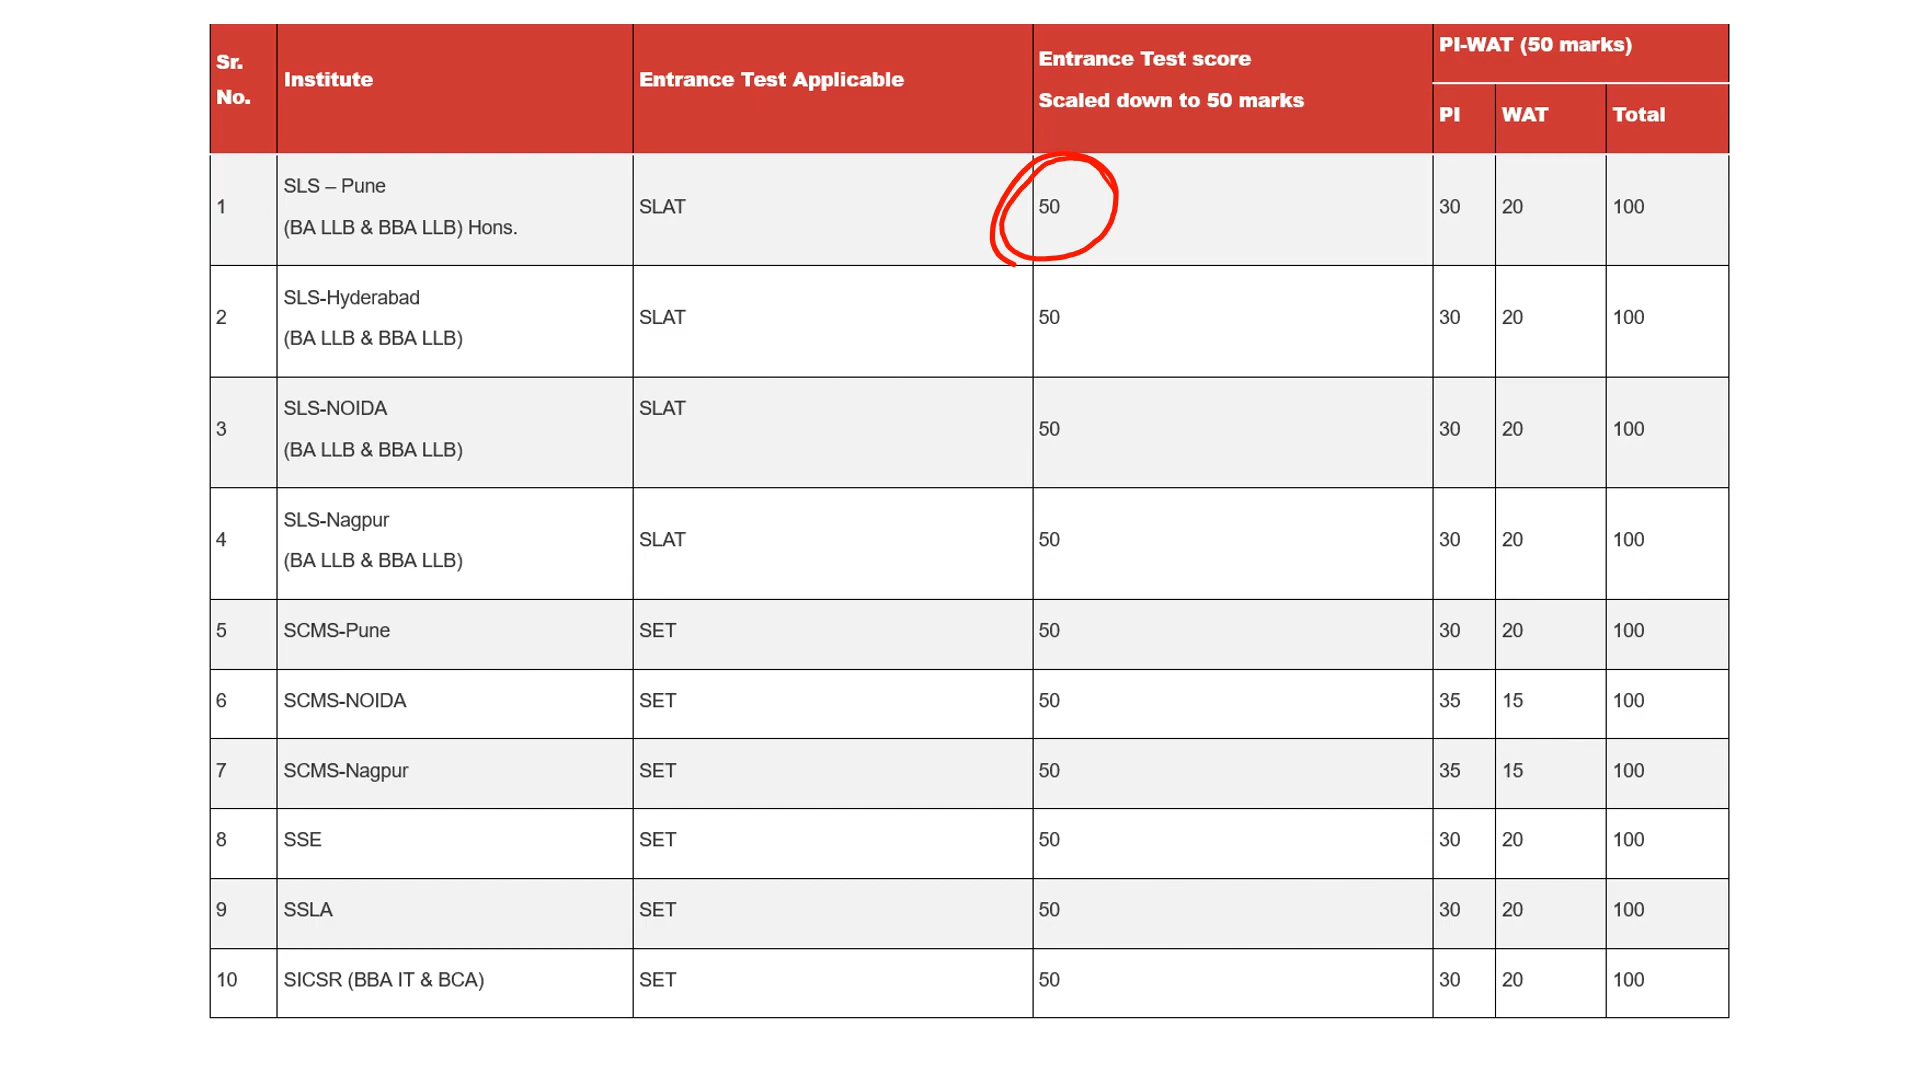 Sr. No. Institute Entrance Test Applicable Entrance Test score Scaled down to 50 marks PI-WAT (50 marks)
PI WAT Total
1 SLS – Pune (BA LLB & BBA LLB) Hons. SLAT 50 30 20 100
2 SLS-Hyderabad (BA LLB & BBA LLB) SLAT 50 30 20 100
3 SLS-NOIDA (BA LLB & BBA LLB) SLAT 50 30 20 100
4 SLS-Nagpur (BA LLB & BBA LLB) SLAT 50 30 20 100
5 SCMS-Pune SET 50 30 20 100
6 SCMS-NOIDA SET 50 35 15 100
7 SCMS-Nagpur SET 50 35 15 100
8 SSE SET 50 30 20 100
9 SSLA SET 50 30 20 100
10 SICSR (BBA IT & BCA) SET 50 30 20 100